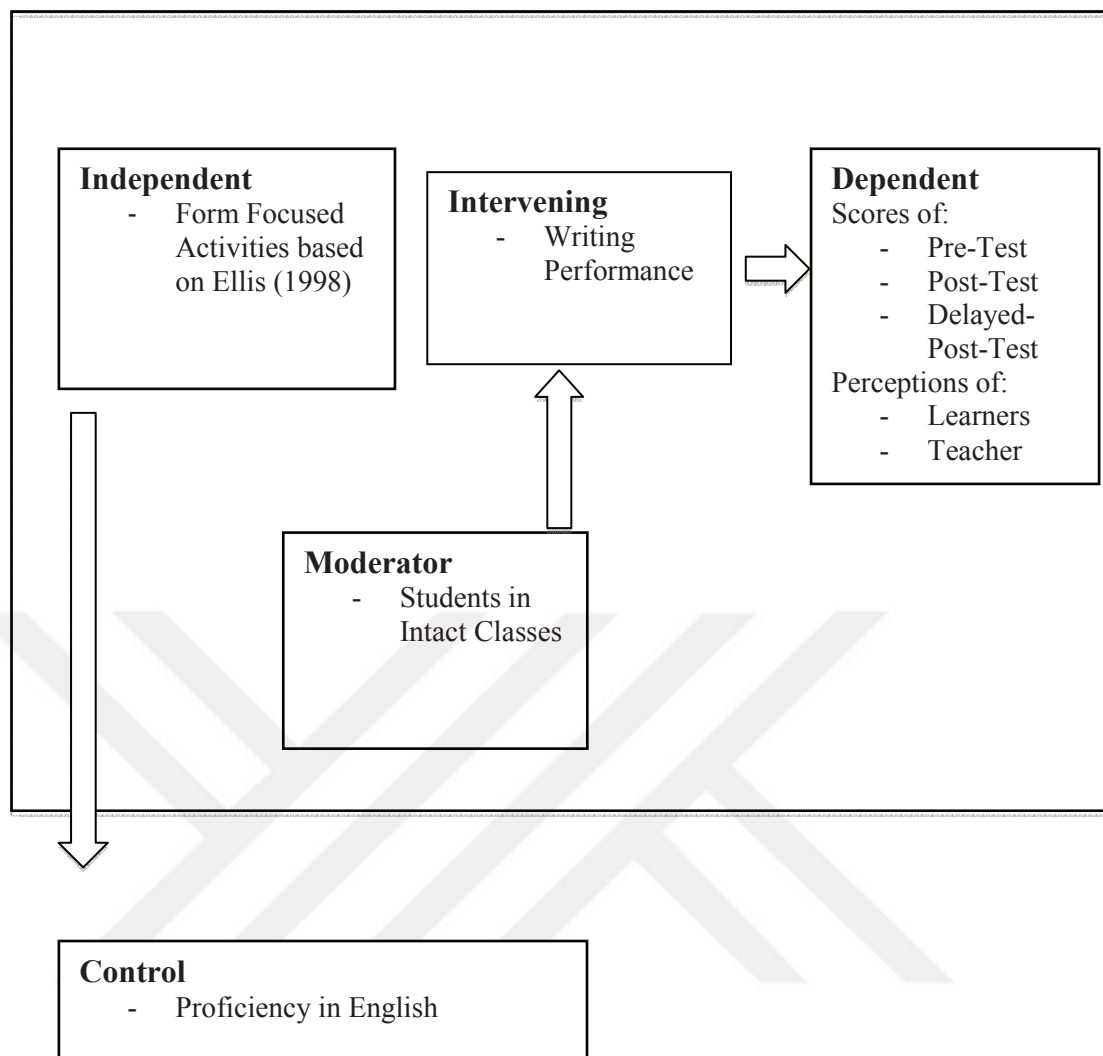 Independent
- Form Focused
Activities based
on Ellis (1998)
Intervening
- Writing
Performance
Dependent
Scores of:
- Pre-Test
- Post-Test
- Delayed-
Post-Test
Perceptions of:
- Learners
- Teacher
Moderator
- Students in
Intact Classes
Control
- Proficiency in English